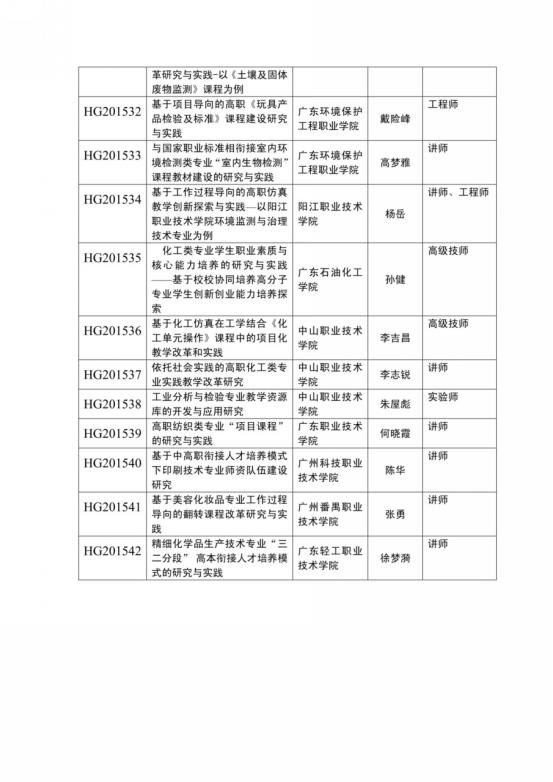 革研究与实践-以《土壤及固体
废物监测》课程为例
HG201532
基于项目导向的高职《玩具产
品检验及标准》课程建设研究
与实践
广东环境保护
工程职业学院
戴险峰
工程师
HG201533
与国家职业标准相衔接室内环
境检测类专业“室内生物检测”
课程教材建设的研究与实践
广东环境保护
工程职业学院
高梦雅
讲师
HG201534
基于工作过程导向的高职仿真
教学创新探索与实践—以阳江
职业技术学院环境监测与治理
技术专业为例
阳江职业技术
学院
杨岳
讲师、工程师
HG201535
化工类专业学生职业素质与
核心能力培养的研究与实践
——基于校校协同培养高分子
专业学生创新创业能力培养探
索
广东石油化工
学院
孙健
高级技师
HG201536
基于化工仿真在工学结合《化
工单元操作》课程中的项目化
教学改革和实践
中山职业技术
学院
李吉昌
高级技师
HG201537
依托社会实践的高职化工类专
业实践教学改革研究
中山职业技术
学院
李志锐
讲师
HG201538
工业分析与检验专业教学资源
库的开发与应用研究
中山职业技术
学院
朱屋彪
实验师
HG201539
高职纺织类专业“项目课程”
的研究与实践
广东职业技术
学院
何晓霞
讲师
HG201540
基于中高职衔接人才培养模式
下印刷技术专业师资队伍建设
研究
广州科技职业
技术学院
陈华
讲师
HG201541
基于美容化妆品专业工作过程
导向的翻转课程改革研究与实
践
广州番禺职业
技术学院
张勇
讲师
HG201542
精细化学品生产技术专业“三
二分段” 高本衔接人才培养模
式的研究与实践
广东轻工职业
技术学院
徐梦漪
讲师